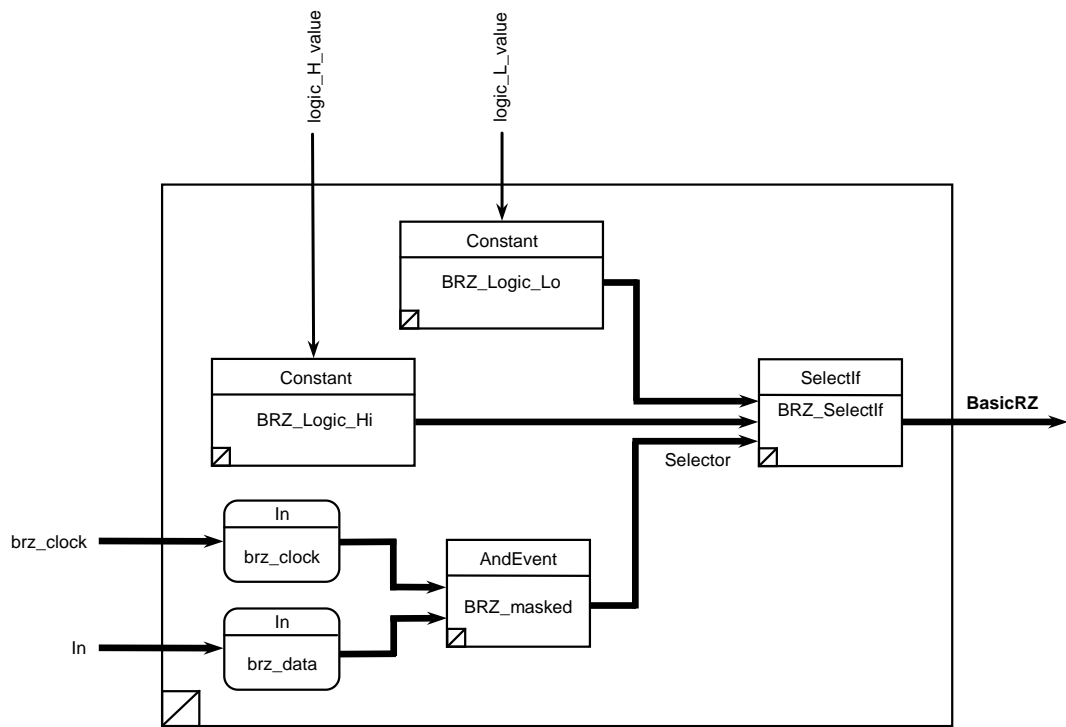 logic_H_value
logic_L_value
Constant
BRZ_Logic_Lo
Constant
BRZ_Logic_Hi
SelectIf
BRZ_SelectIf
BasicRZ
Selector
In
brz_clock
brz_clock
AndEvent
BRZ_masked
In
brz_data
In